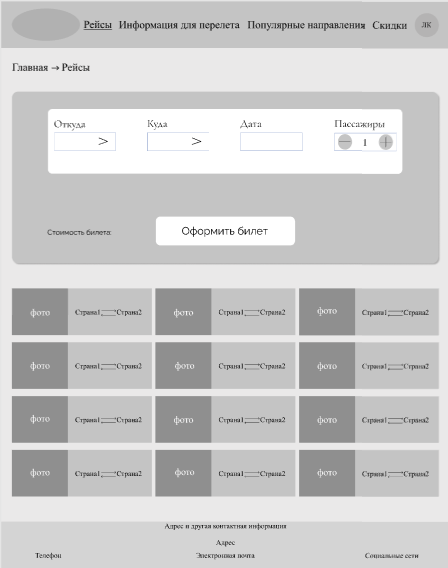 Рейсы Информация для перелета Популярные направления Скидки ЛК
Главная → Рейсы
Откуда Куда Дата Пассажиры
> > — 1 +
Стоимость билета: Оформить билет
фото Страна1 Страна2 фото Страна1 Страна2 фото Страна1 Страна2
фото Страна1 Страна2 фото Страна1 Страна2 фото Страна1 Страна2
фото Страна1 Страна2 фото Страна1 Страна2 фото Страна1 Страна2
фото Страна1 Страна2 фото Страна1 Страна2 фото Страна1 Страна2
Адрес и другая контактная информация
Адрес
Телефон Электронная почта Социальные сети